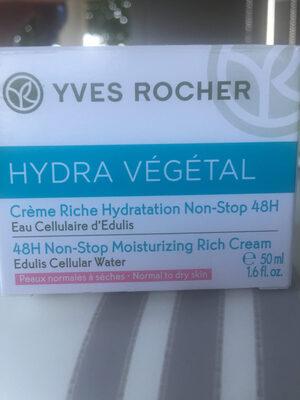 YVES ROCHER
HYDRA VÉGÉTAL
Crème Riche Hydratation Non-Stop 48H
Eau Cellulaire d'Edulis
48H Non-Stop Moisturizing Rich Cream
Edulis Cellular Water
℮ 50 ml
1.6 fl. oz.
Peaux normales à sèches - Normal to dry skin